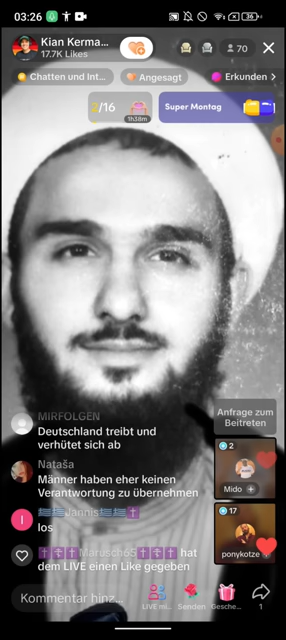 03:26
36
Kian Kerma...
17.7K Likes
70
Chatten und Int...
Angesagt
Erkunden >
2/16
1h38m
Super Montag
MIRFOLGEN
Deutschland treibt und
verhütet sich ab
Anfrage zum
Beitreten
Nataša
Männer haben eher keinen
Verantwortung zu übernehmen
2
Mido +
Jannis
los
17
ponykotze +
Marusch65 hat
dem LIVE einen Like gegeben
Kommentar hinz...
LIVE mi...
Senden
Gesche...
1